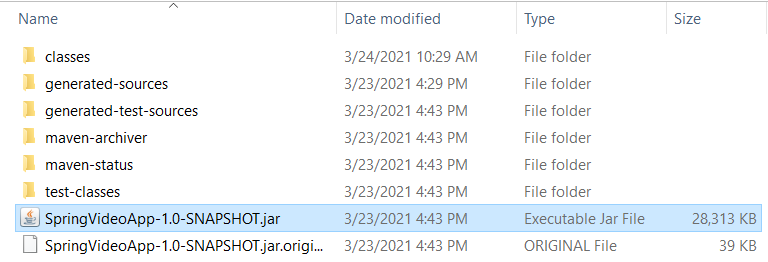 Name Date modified Type Size
classes 3/24/2021 10:29 AM File folder
generated-sources 3/23/2021 4:29 PM File folder
generated-test-sources 3/23/2021 4:43 PM File folder
maven-archiver 3/23/2021 4:43 PM File folder
maven-status 3/23/2021 4:43 PM File folder
test-classes 3/23/2021 4:43 PM File folder
SpringVideoApp-1.0-SNAPSHOT.jar 3/23/2021 4:43 PM Executable Jar File 28,313 KB
SpringVideoApp-1.0-SNAPSHOT.jar.origi... 3/23/2021 4:43 PM ORIGINAL File 39 KB